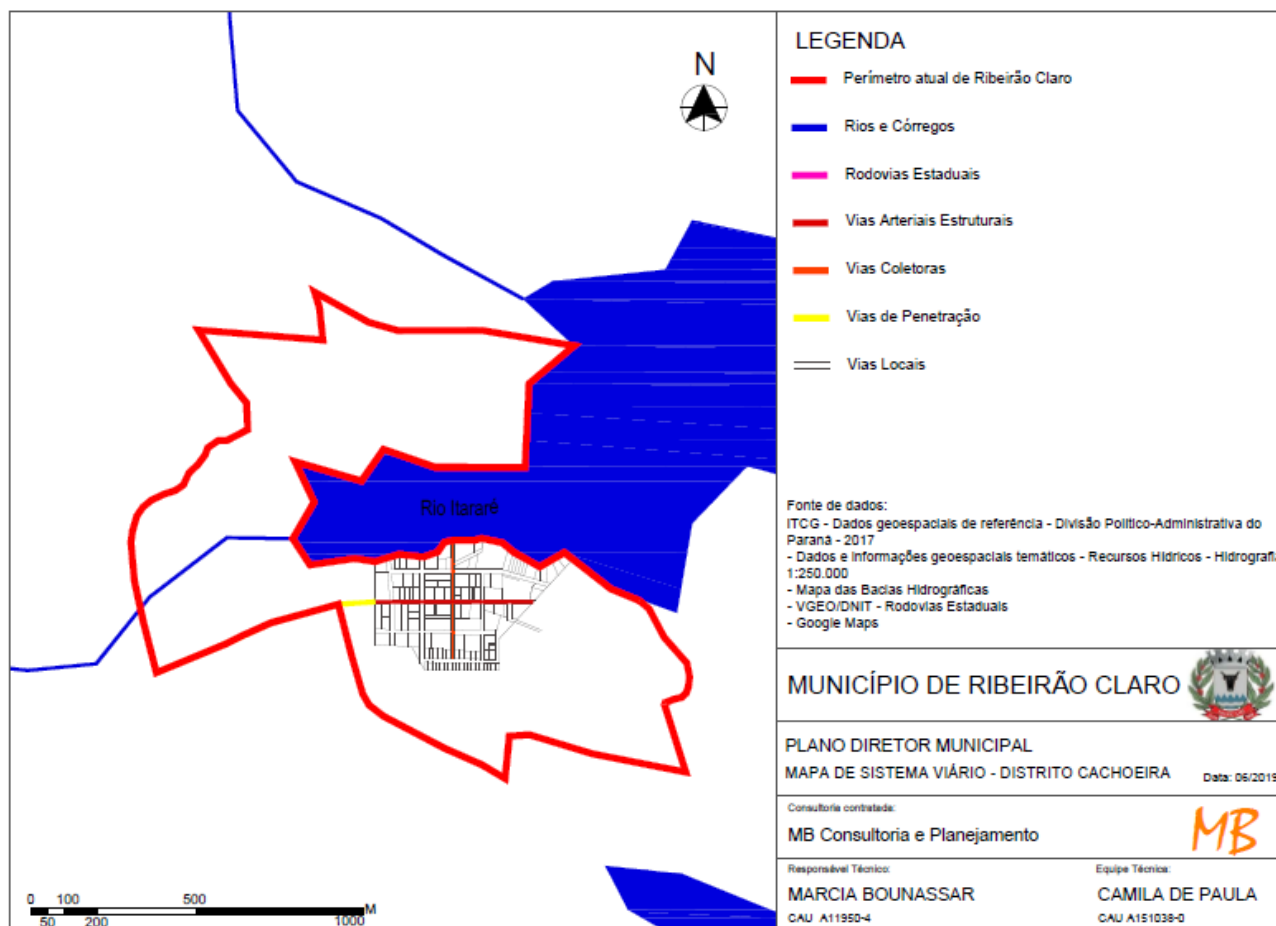 N
Rio Itararé
0 100 500
M
50 200 1000
LEGENDA
Perímetro atual de Ribeirão Claro
Rios e Córregos
Rodovias Estaduais
Vias Arteriais Estruturais
Vias Coletoras
Vias de Penetração
Vias Locais
Fonte de dados:
ITCG - Dados geoespaciais de referência - Divisão Político-Administrativa do
Paraná - 2017
- Dados e informações geoespaciais temáticos - Recursos Hídricos - Hidrografi
1:250.000
- Mapa das Bacias Hidrográficas
- VGEO/DNIT - Rodovias Estaduais
- Google Maps
MUNICÍPIO DE RIBEIRÃO CLARO
PLANO DIRETOR MUNICIPAL
MAPA DE SISTEMA VIÁRIO - DISTRITO CACHOEIRA Data: 06/2019
Consultoria contratada:
MB Consultoria e Planejamento
MB
Responsável Técnico: Equipe Técnica:
MARCIA BOUNASSAR CAMILA DE PAULA
CAU A11950-4 CAU A151038-0